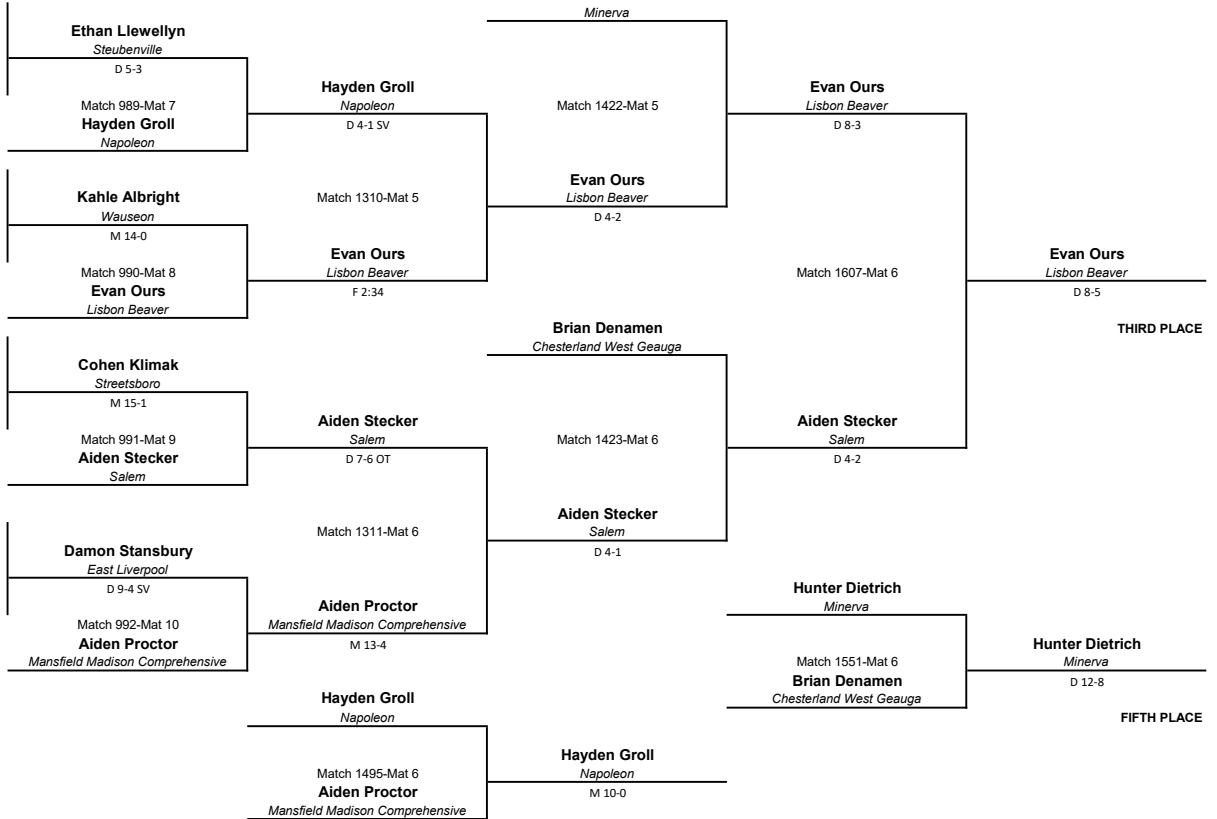 Ethan Llewellyn
Steubenville
D 5-3
Match 989-Mat 7
Hayden Groll
Napoleon
Kahle Albright
Wauseon
M 14-0
Match 990-Mat 8
Evan Ours
Lisbon Beaver
Cohen Klimak
Streetsboro
M 15-1
Match 991-Mat 9
Aiden Stecker
Salem
Damon Stansbury
East Liverpool
D 9-4 SV
Match 992-Mat 10
Aiden Proctor
Mansfield Madison Comprehensive
Hayden Groll
Napoleon
D 4-1 SV
Match 1310-Mat 5
Evan Ours
Lisbon Beaver
F 2:34
Aiden Stecker
Salem
D 7-6 OT
Match 1311-Mat 6
Aiden Proctor
Mansfield Madison Comprehensive
M 13-4
Hayden Groll
Napoleon
Match 1495-Mat 6
Aiden Proctor
Mansfield Madison Comprehensive
Minerva
Match 1422-Mat 5
Evan Ours
Lisbon Beaver
D 4-2
Brian Denamen
Chesterland West Geauga
Match 1423-Mat 6
Aiden Stecker
Salem
D 4-1
Hayden Groll
Napoleon
M 10-0
Evan Ours
Lisbon Beaver
D 8-3
Match 1607-Mat 6
Aiden Stecker
Salem
D 4-2
Hunter Dietrich
Minerva
Match 1551-Mat 6
Brian Denamen
Chesterland West Geauga
Evan Ours
Lisbon Beaver
D 8-5
THIRD PLACE
Hunter Dietrich
Minerva
D 12-8
FIFTH PLACE